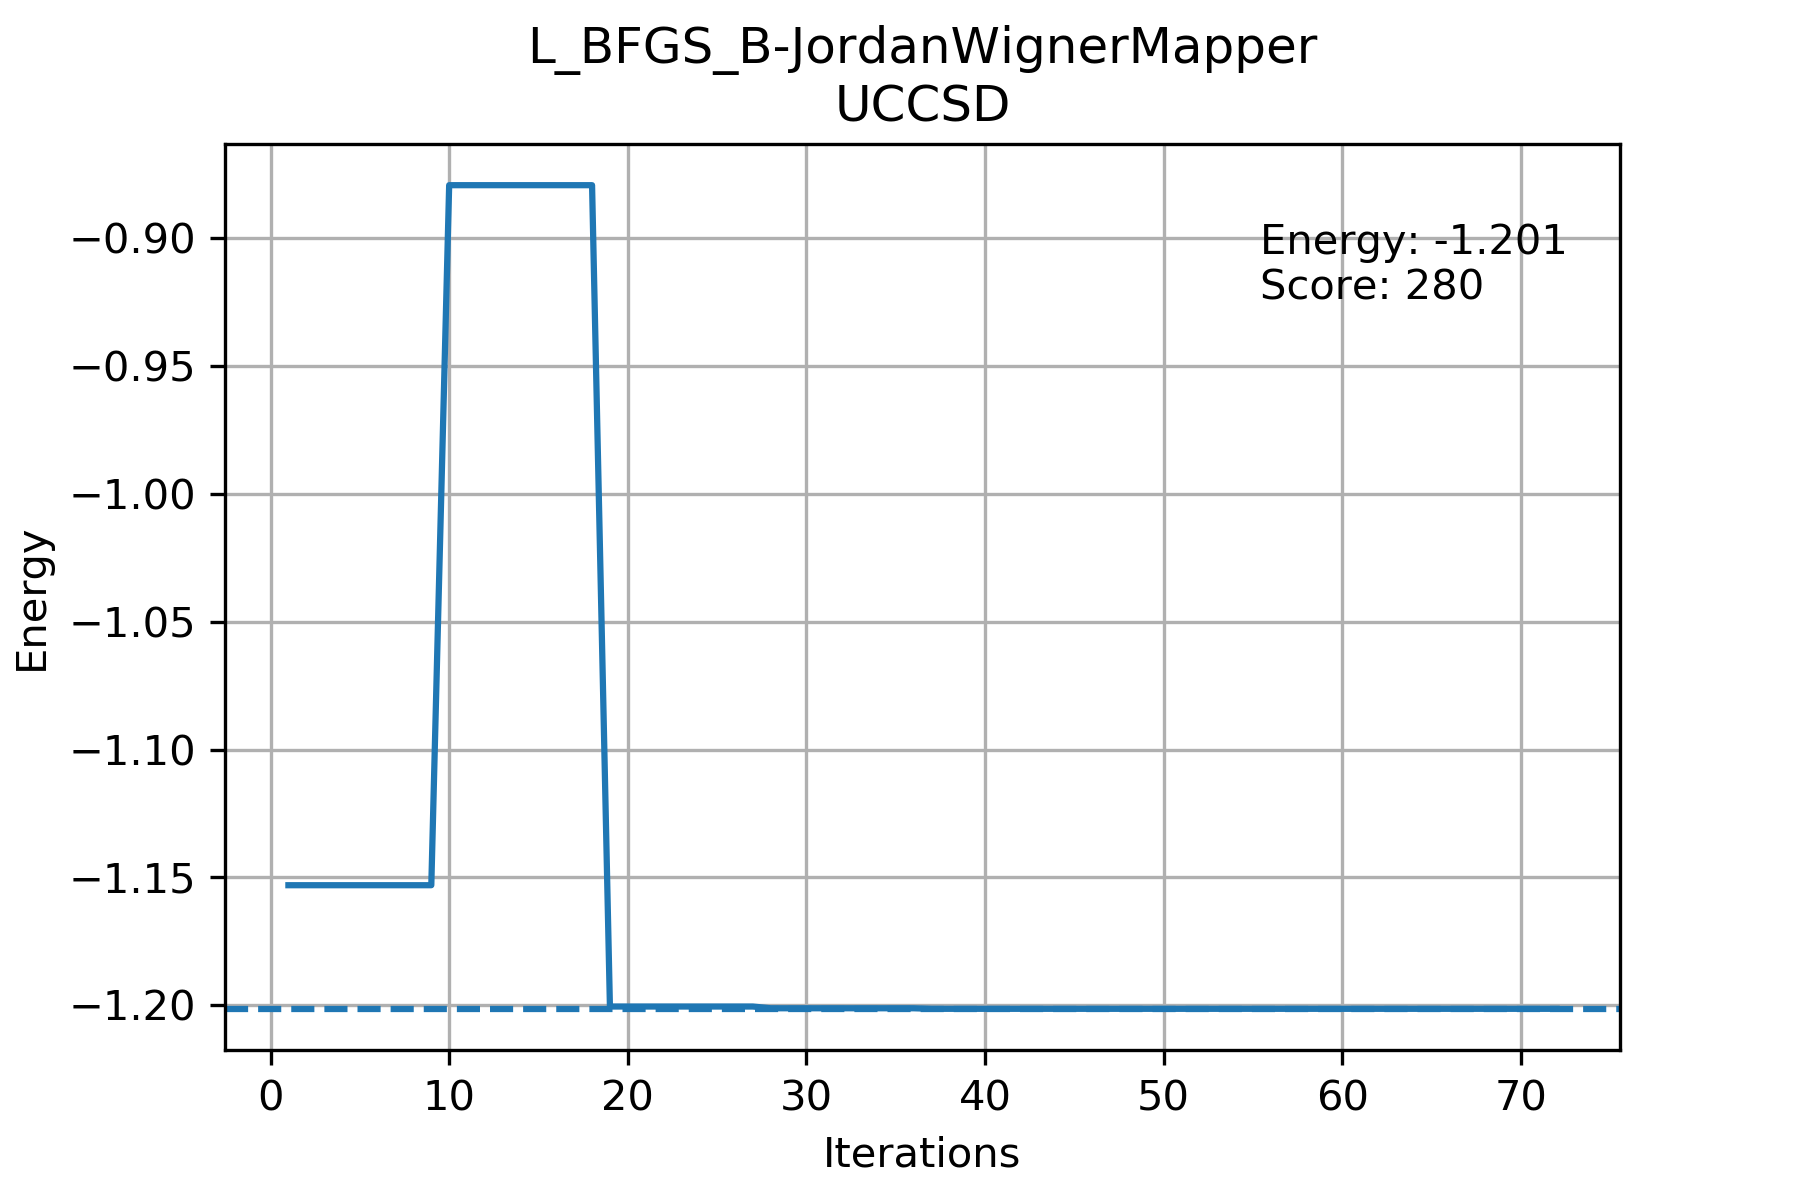 L_BFGS_B-JordanWignerMapper
UCCSD
Energy: -1.201
Score: 280
−0.90
−0.95
−1.00
−1.05
−1.10
−1.15
−1.20
Energy
0 10 20 30 40 50 60 70
Iterations